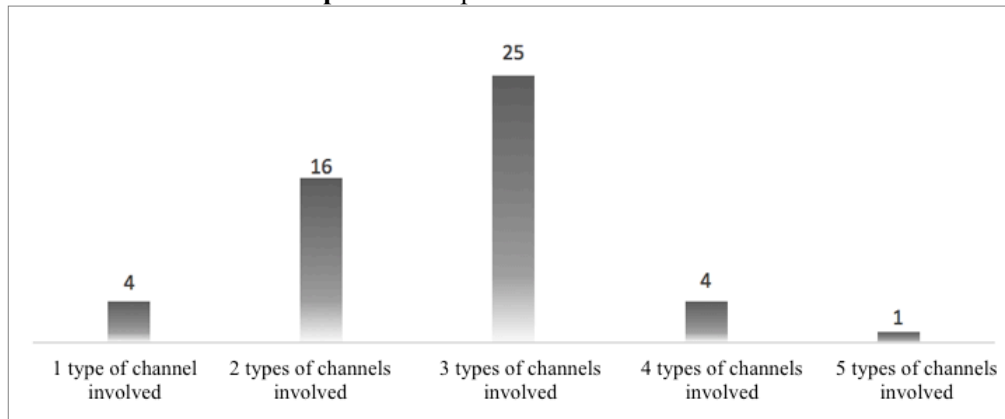 25
16
4
4
1
1 type of channel involved
2 types of channels involved
3 types of channels involved
4 types of channels involved
5 types of channels involved